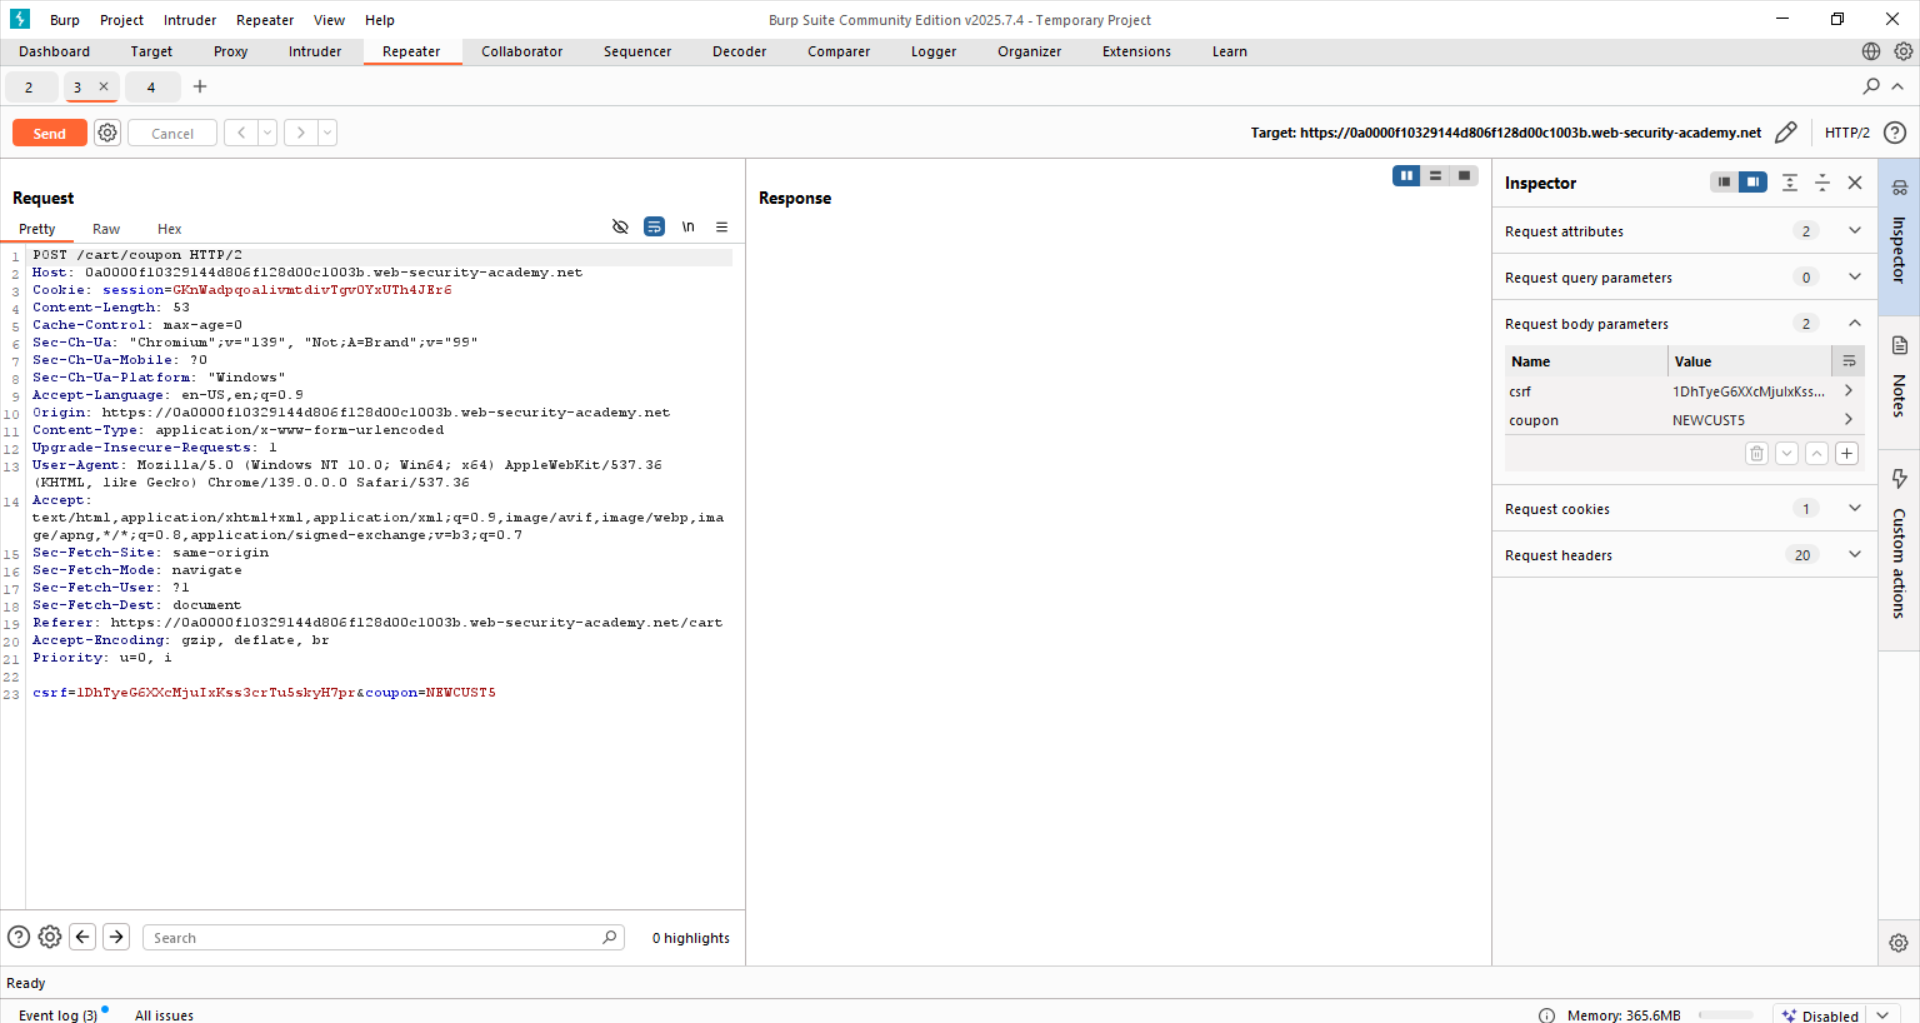 Burp Project Intruder Repeater View Help
Burp Suite Community Edition v2025.7.4 - Temporary Project
Dashboard Target Proxy Intruder Repeater Collaborator Sequencer Decoder Comparer Logger Organizer Extensions Learn
2 3 4
Send Cancel
Target: https://0a0000f10329144d806f128d00c1003b.web-security-academy.net HTTP/2
Request
Pretty Raw Hex \n
1 POST /cart/coupon HTTP/2
2 Host: 0a0000f10329144d806f128d00c1003b.web-security-academy.net
3 Cookie: session=GKnWadpqoalivmtdivTgv0YxUTh4JEr6
4 Content-Length: 53
5 Cache-Control: max-age=0
6 Sec-Ch-Ua: "Chromium";v="139", "Not;A=Brand";v="99"
7 Sec-Ch-Ua-Mobile: ?0
8 Sec-Ch-Ua-Platform: "Windows"
9 Accept-Language: en-US,en;q=0.9
10 Origin: https://0a0000f10329144d806f128d00c1003b.web-security-academy.net
11 Content-Type: application/x-www-form-urlencoded
12 Upgrade-Insecure-Requests: 1
13 User-Agent: Mozilla/5.0 (Windows NT 10.0; Win64; x64) AppleWebKit/537.36
(KHTML, like Gecko) Chrome/139.0.0.0 Safari/537.36
14 Accept:
text/html,application/xhtml+xml,application/xml;q=0.9,image/avif,image/webp,ima
ge/apng,*/*;q=0.8,application/signed-exchange;v=b3;q=0.7
15 Sec-Fetch-Site: same-origin
16 Sec-Fetch-Mode: navigate
17 Sec-Fetch-User: ?1
18 Sec-Fetch-Dest: document
19 Referer: https://0a0000f10329144d806f128d00c1003b.web-security-academy.net/cart
20 Accept-Encoding: gzip, deflate, br
21 Priority: u=0, i
22
23 csrf=1DhTyeG6XXcMjuIxKss3crTu5skyH7pr&coupon=NEWCUST5
Search
0 highlights
Response
Inspector
Request attributes 2
Request query parameters 0
Request body parameters 2
Name Value
csrf 1DhTyeG6XXcMjuIxKss...
coupon NEWCUST5
Request cookies 1
Request headers 20
Inspector
Notes
Custom actions
Ready
Event log (3) All issues
Memory: 365.6MB
Disabled